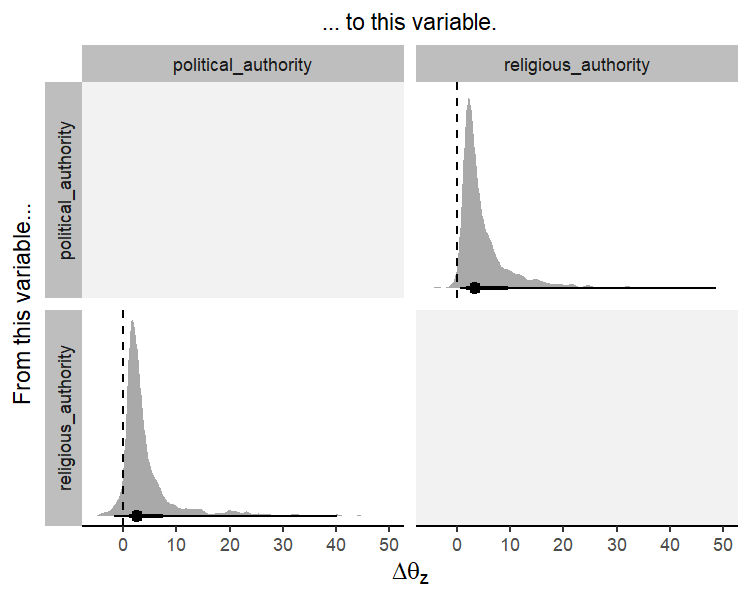 ... to this variable.
political_authority religious_authority
From this variable...
political_authority
religious_authority
0 10 20 30 40 50 0 10 20 30 40 50
Δθz